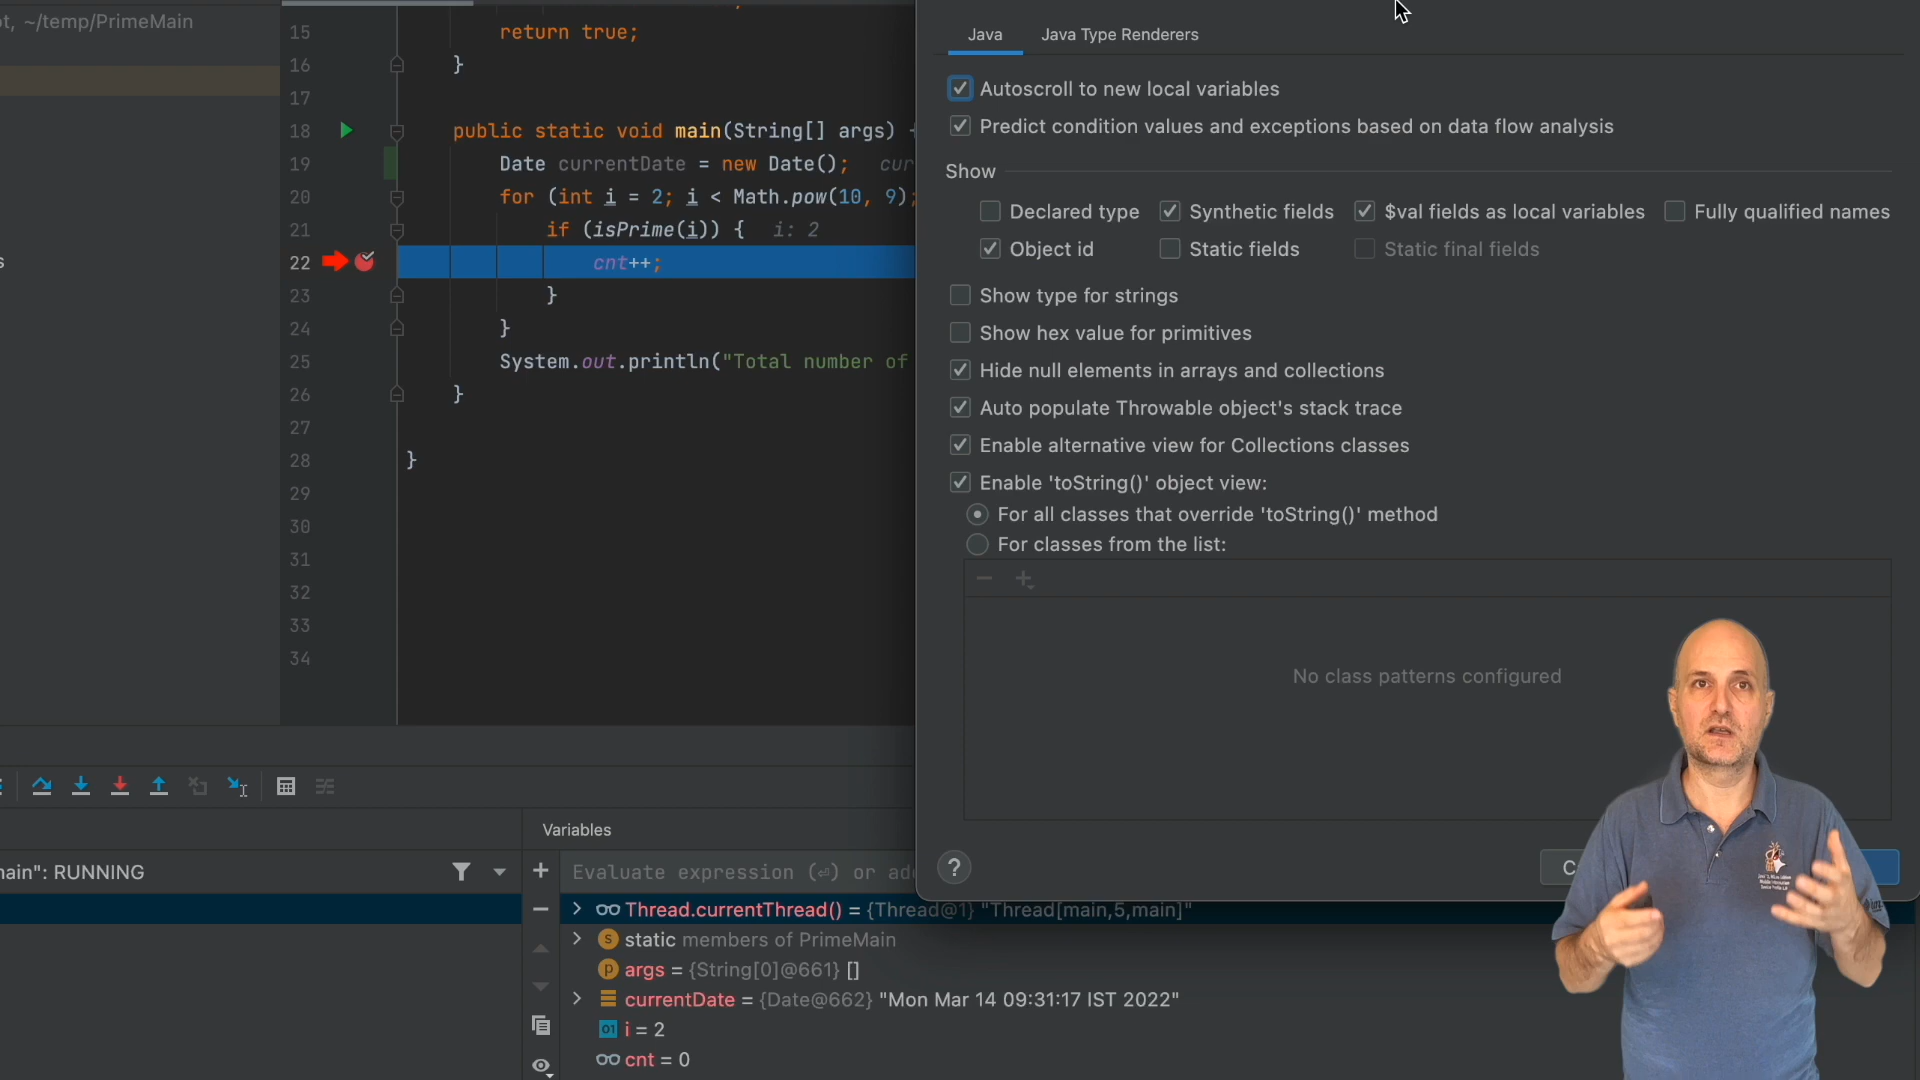 ot, ~/temp/PrimeMain
15 return true;
16 }
17
18 public static void main(String[] args) {
19 Date currentDate = new Date(); cur
20 for (int i = 2; i < Math.pow(10, 9);
21 if (isPrime(i)) { i: 2
22 cnt++;
23 }
24 }
25 System.out.println("Total number of
26 }
27
28 }
29
30
31
32
33
34
s
Java Java Type Renderers
Autoscroll to new local variables
Predict condition values and exceptions based on data flow analysis
Show
Declared type Synthetic fields $val fields as local variables Fully qualified names
Object id Static fields Static final fields
Show type for strings
Show hex value for primitives
Hide null elements in arrays and collections
Auto populate Throwable object's stack trace
Enable alternative view for Collections classes
Enable 'toString()' object view:
For all classes that override 'toString()' method
For classes from the list:
No class patterns configured
?
C
Variables
ain": RUNNING
Evaluate expression (⏎) or ad
Thread.currentThread() = {Thread@1} "Thread[main,5,main]"
s static members of PrimeMain
p args = {String[0]@661} []
currentDate = {Date@662} "Mon Mar 14 09:31:17 IST 2022"
01 i = 2
cnt = 0